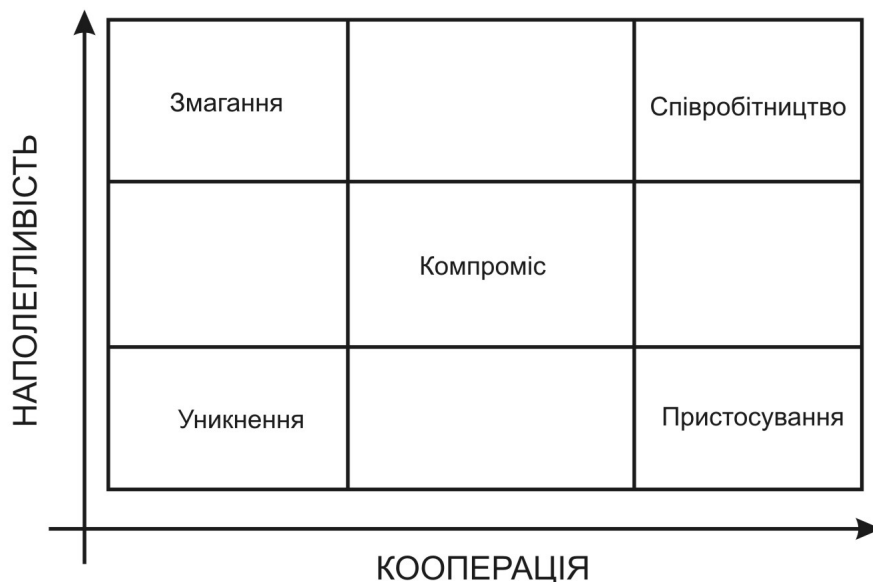 НАПОЛЕГЛИВІСТЬ
Змагання
Співробітництво
Компроміс
Уникнення
Пристосування
КООПЕРАЦІЯ